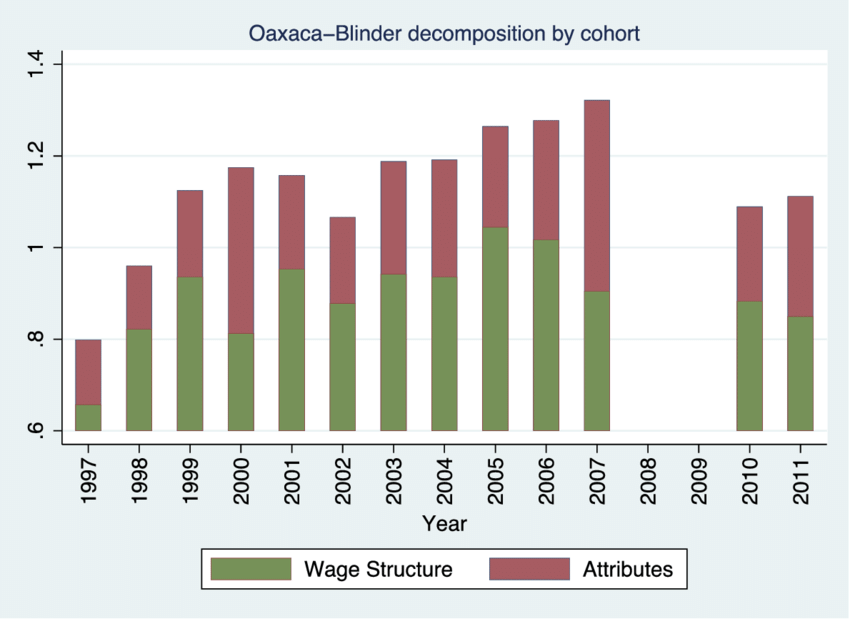 Oaxaca–Blinder decomposition by cohort
1.4
1.2
1
.8
.6
1997 1998 1999 2000 2001 2002 2003 2004 2005 2006 2007 2008 2009 2010 2011
Year
Wage Structure Attributes